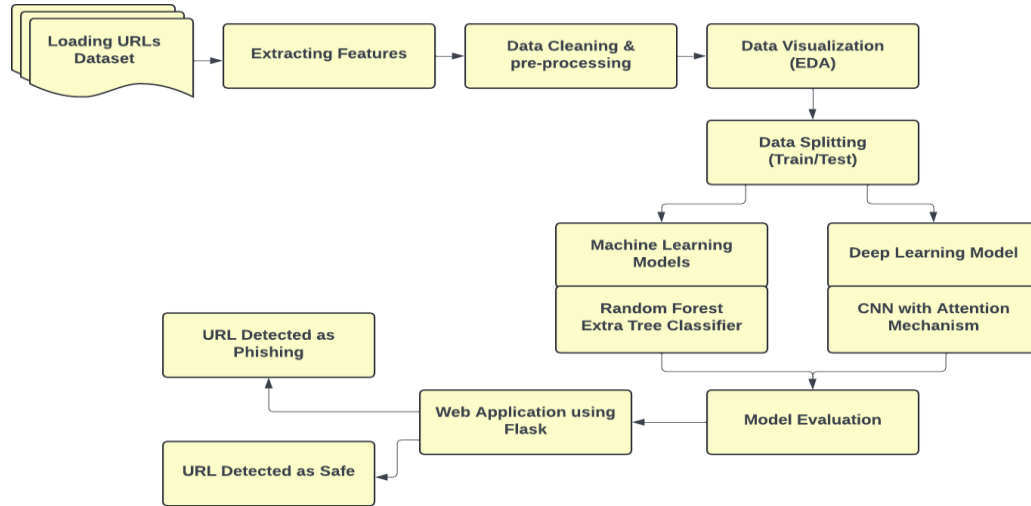 Loading URLs
Dataset
Extracting Features
Data Cleaning &
pre-processing
Data Visualization
(EDA)
Data Splitting
(Train/Test)
Machine Learning
Models
Deep Learning Model
Random Forest
Extra Tree Classifier
CNN with Attention
Mechanism
URL Detected as
Phishing
Web Application using
Flask
Model Evaluation
URL Detected as Safe